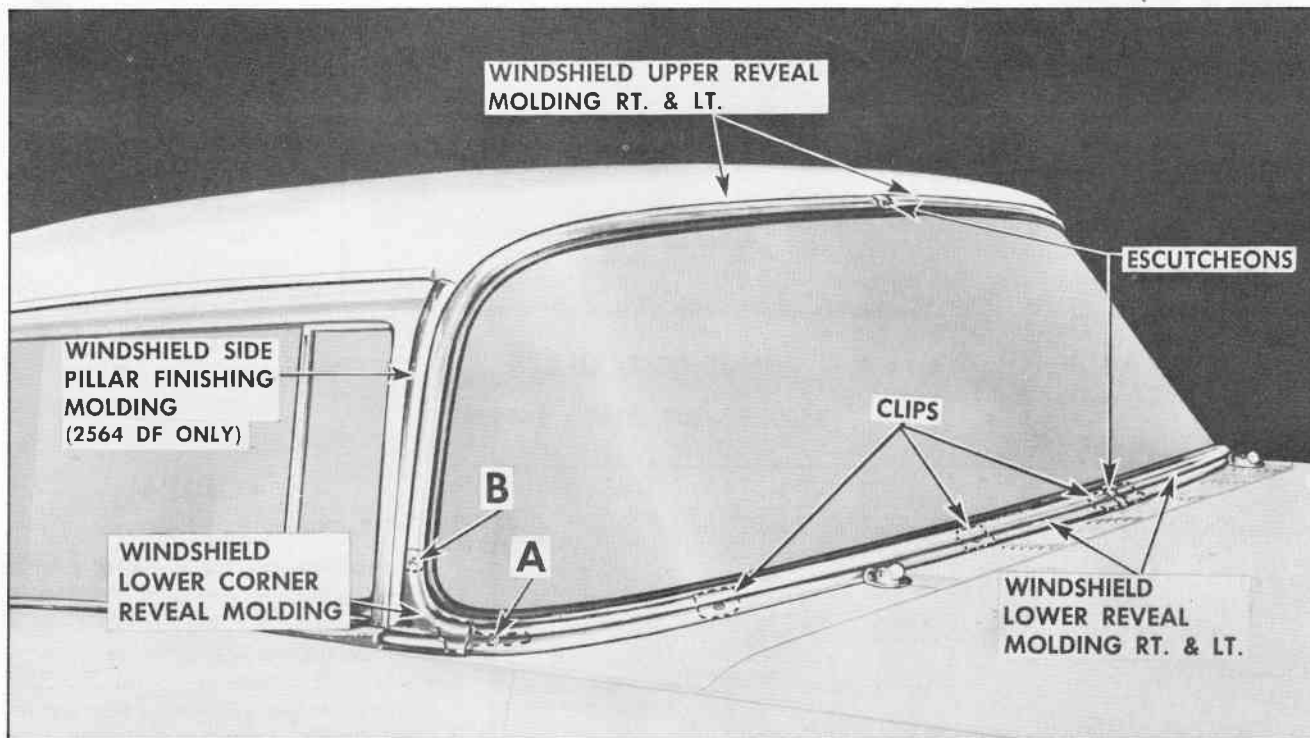 WINDSHIELD UPPER REVEAL
MOLDING RT. & LT.
ESCUTCHEONS
WINDSHIELD SIDE
PILLAR FINISHING
MOLDING
(2564 DF ONLY)
CLIPS
B
A
WINDSHIELD
LOWER CORNER
REVEAL MOLDING
WINDSHIELD
LOWER REVEAL
MOLDING RT. & LT.